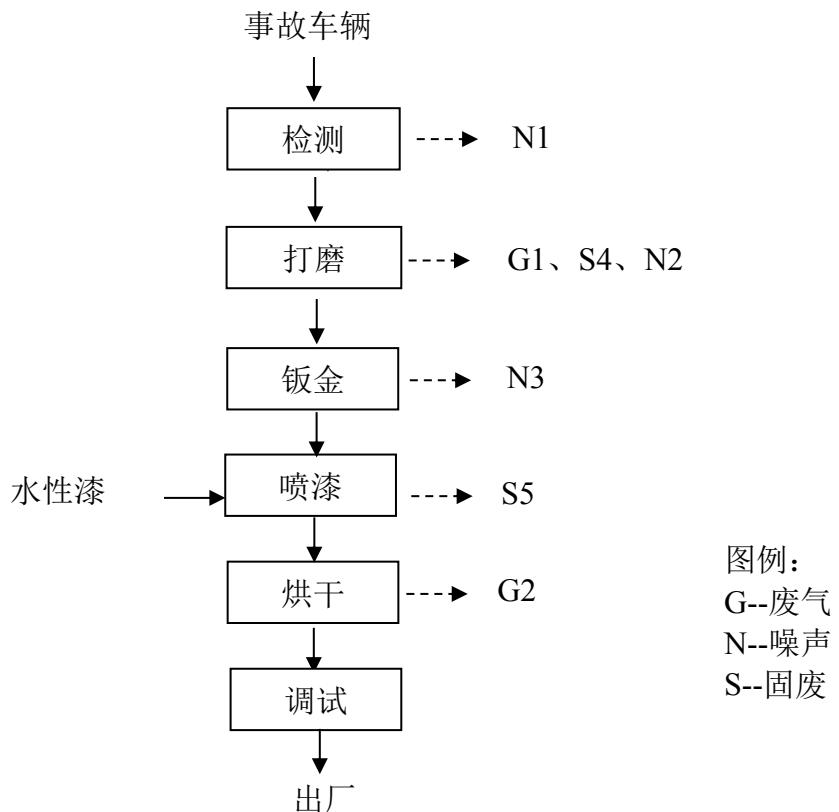 事故车辆
检测
N1
打磨
G1、S4、N2
钣金
N3
水性漆
喷漆
S5
烘干
G2
图例：
G--废气
N--噪声
S--固废
调试
出厂